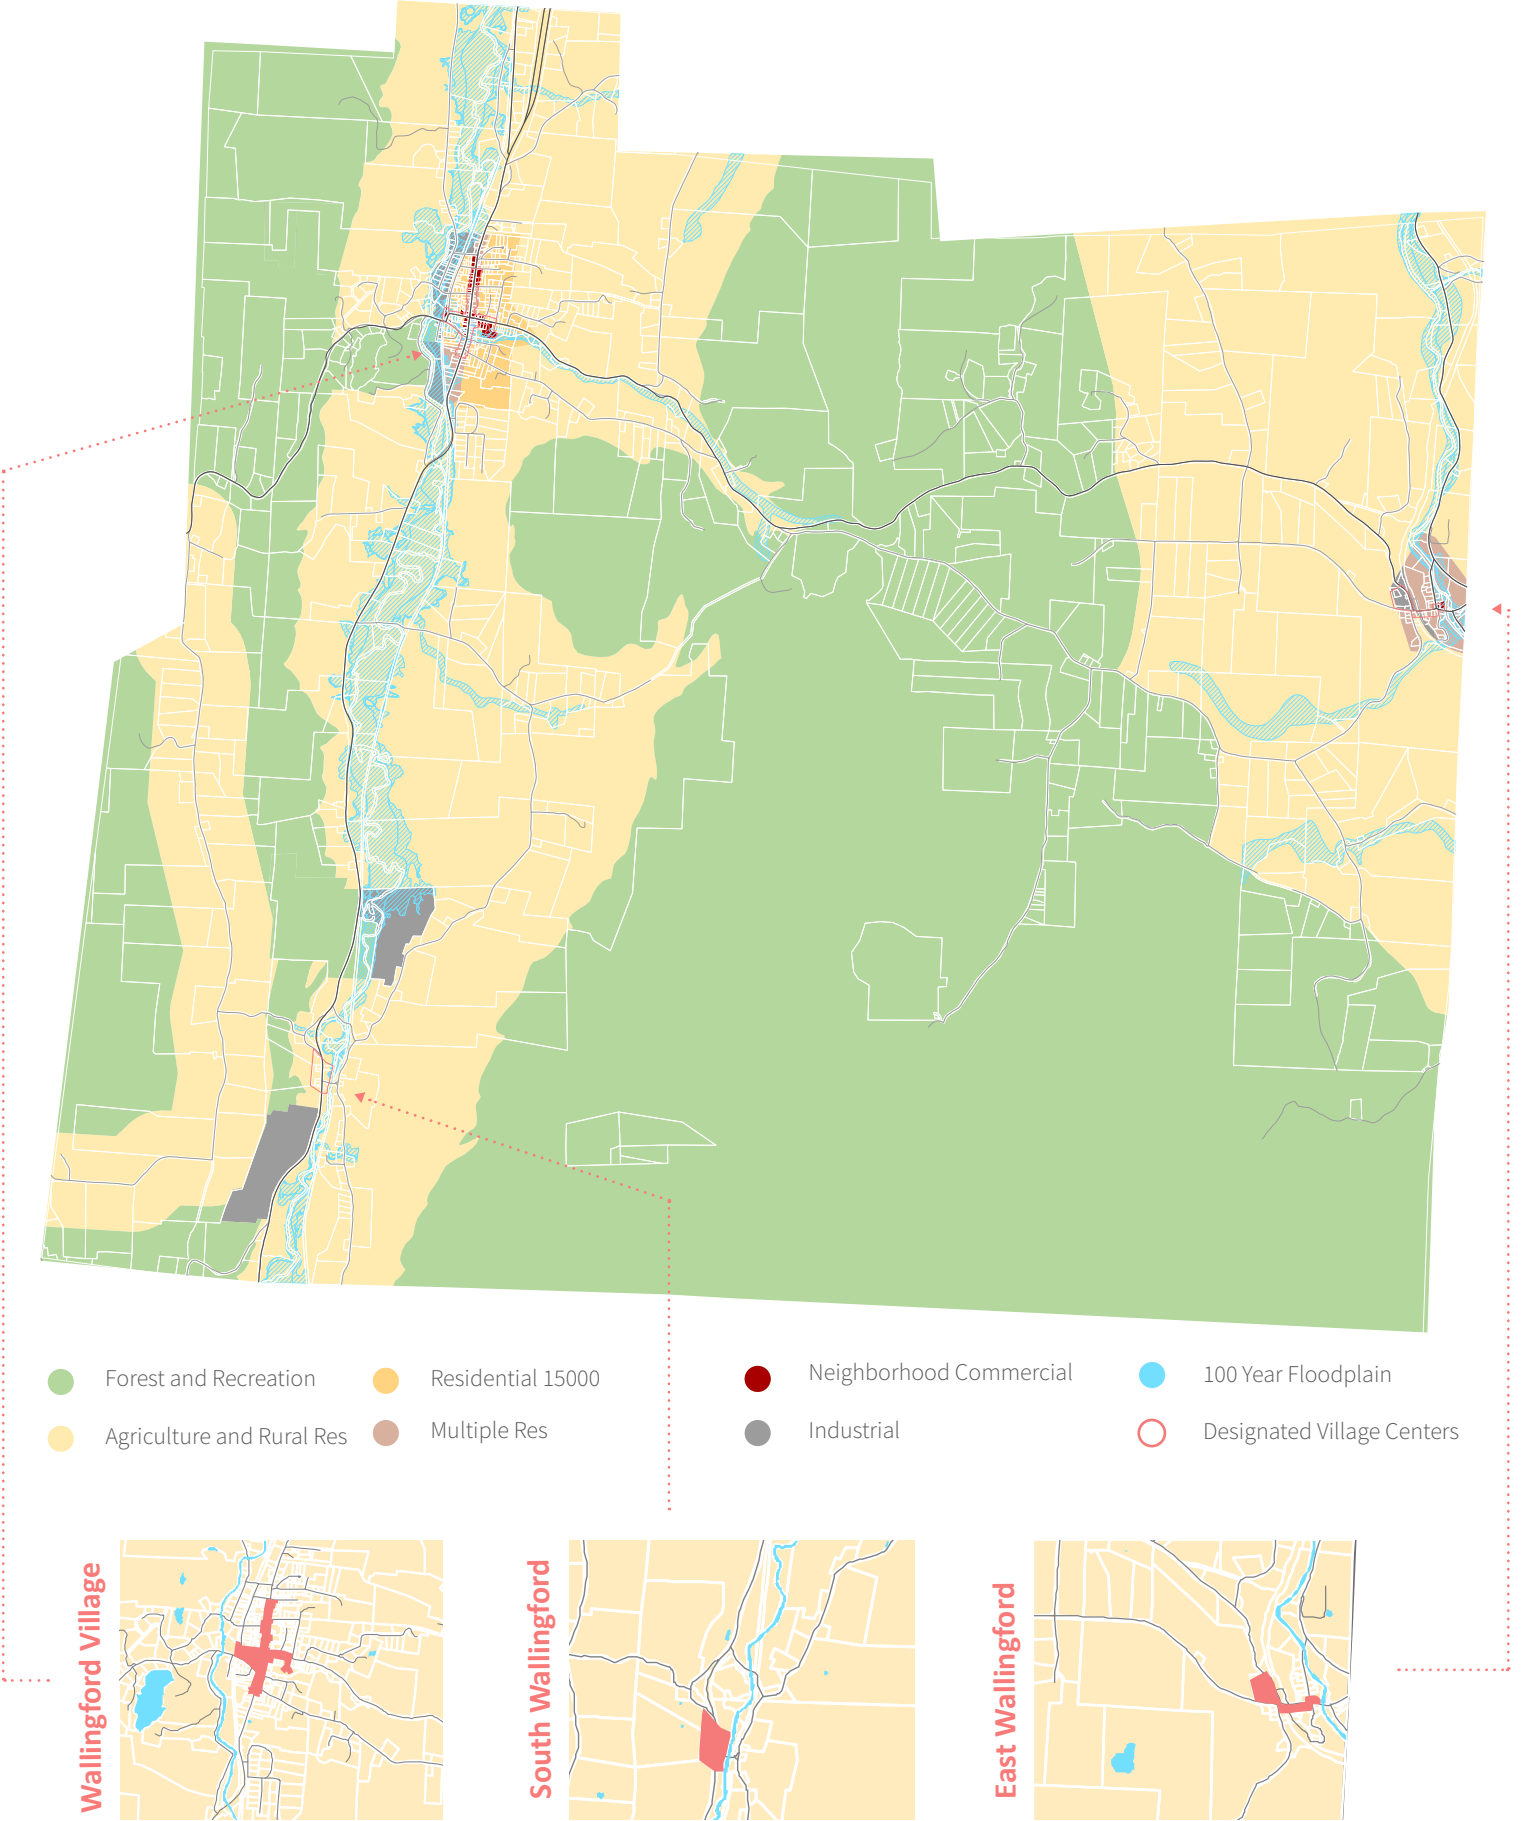 Forest and Recreation
Agriculture and Rural Res
Residential 15000
Multiple Res
Neighborhood Commercial
Industrial
100 Year Floodplain
Designated Village Centers
Wallingford Village
South Wallingford
East Wallingford